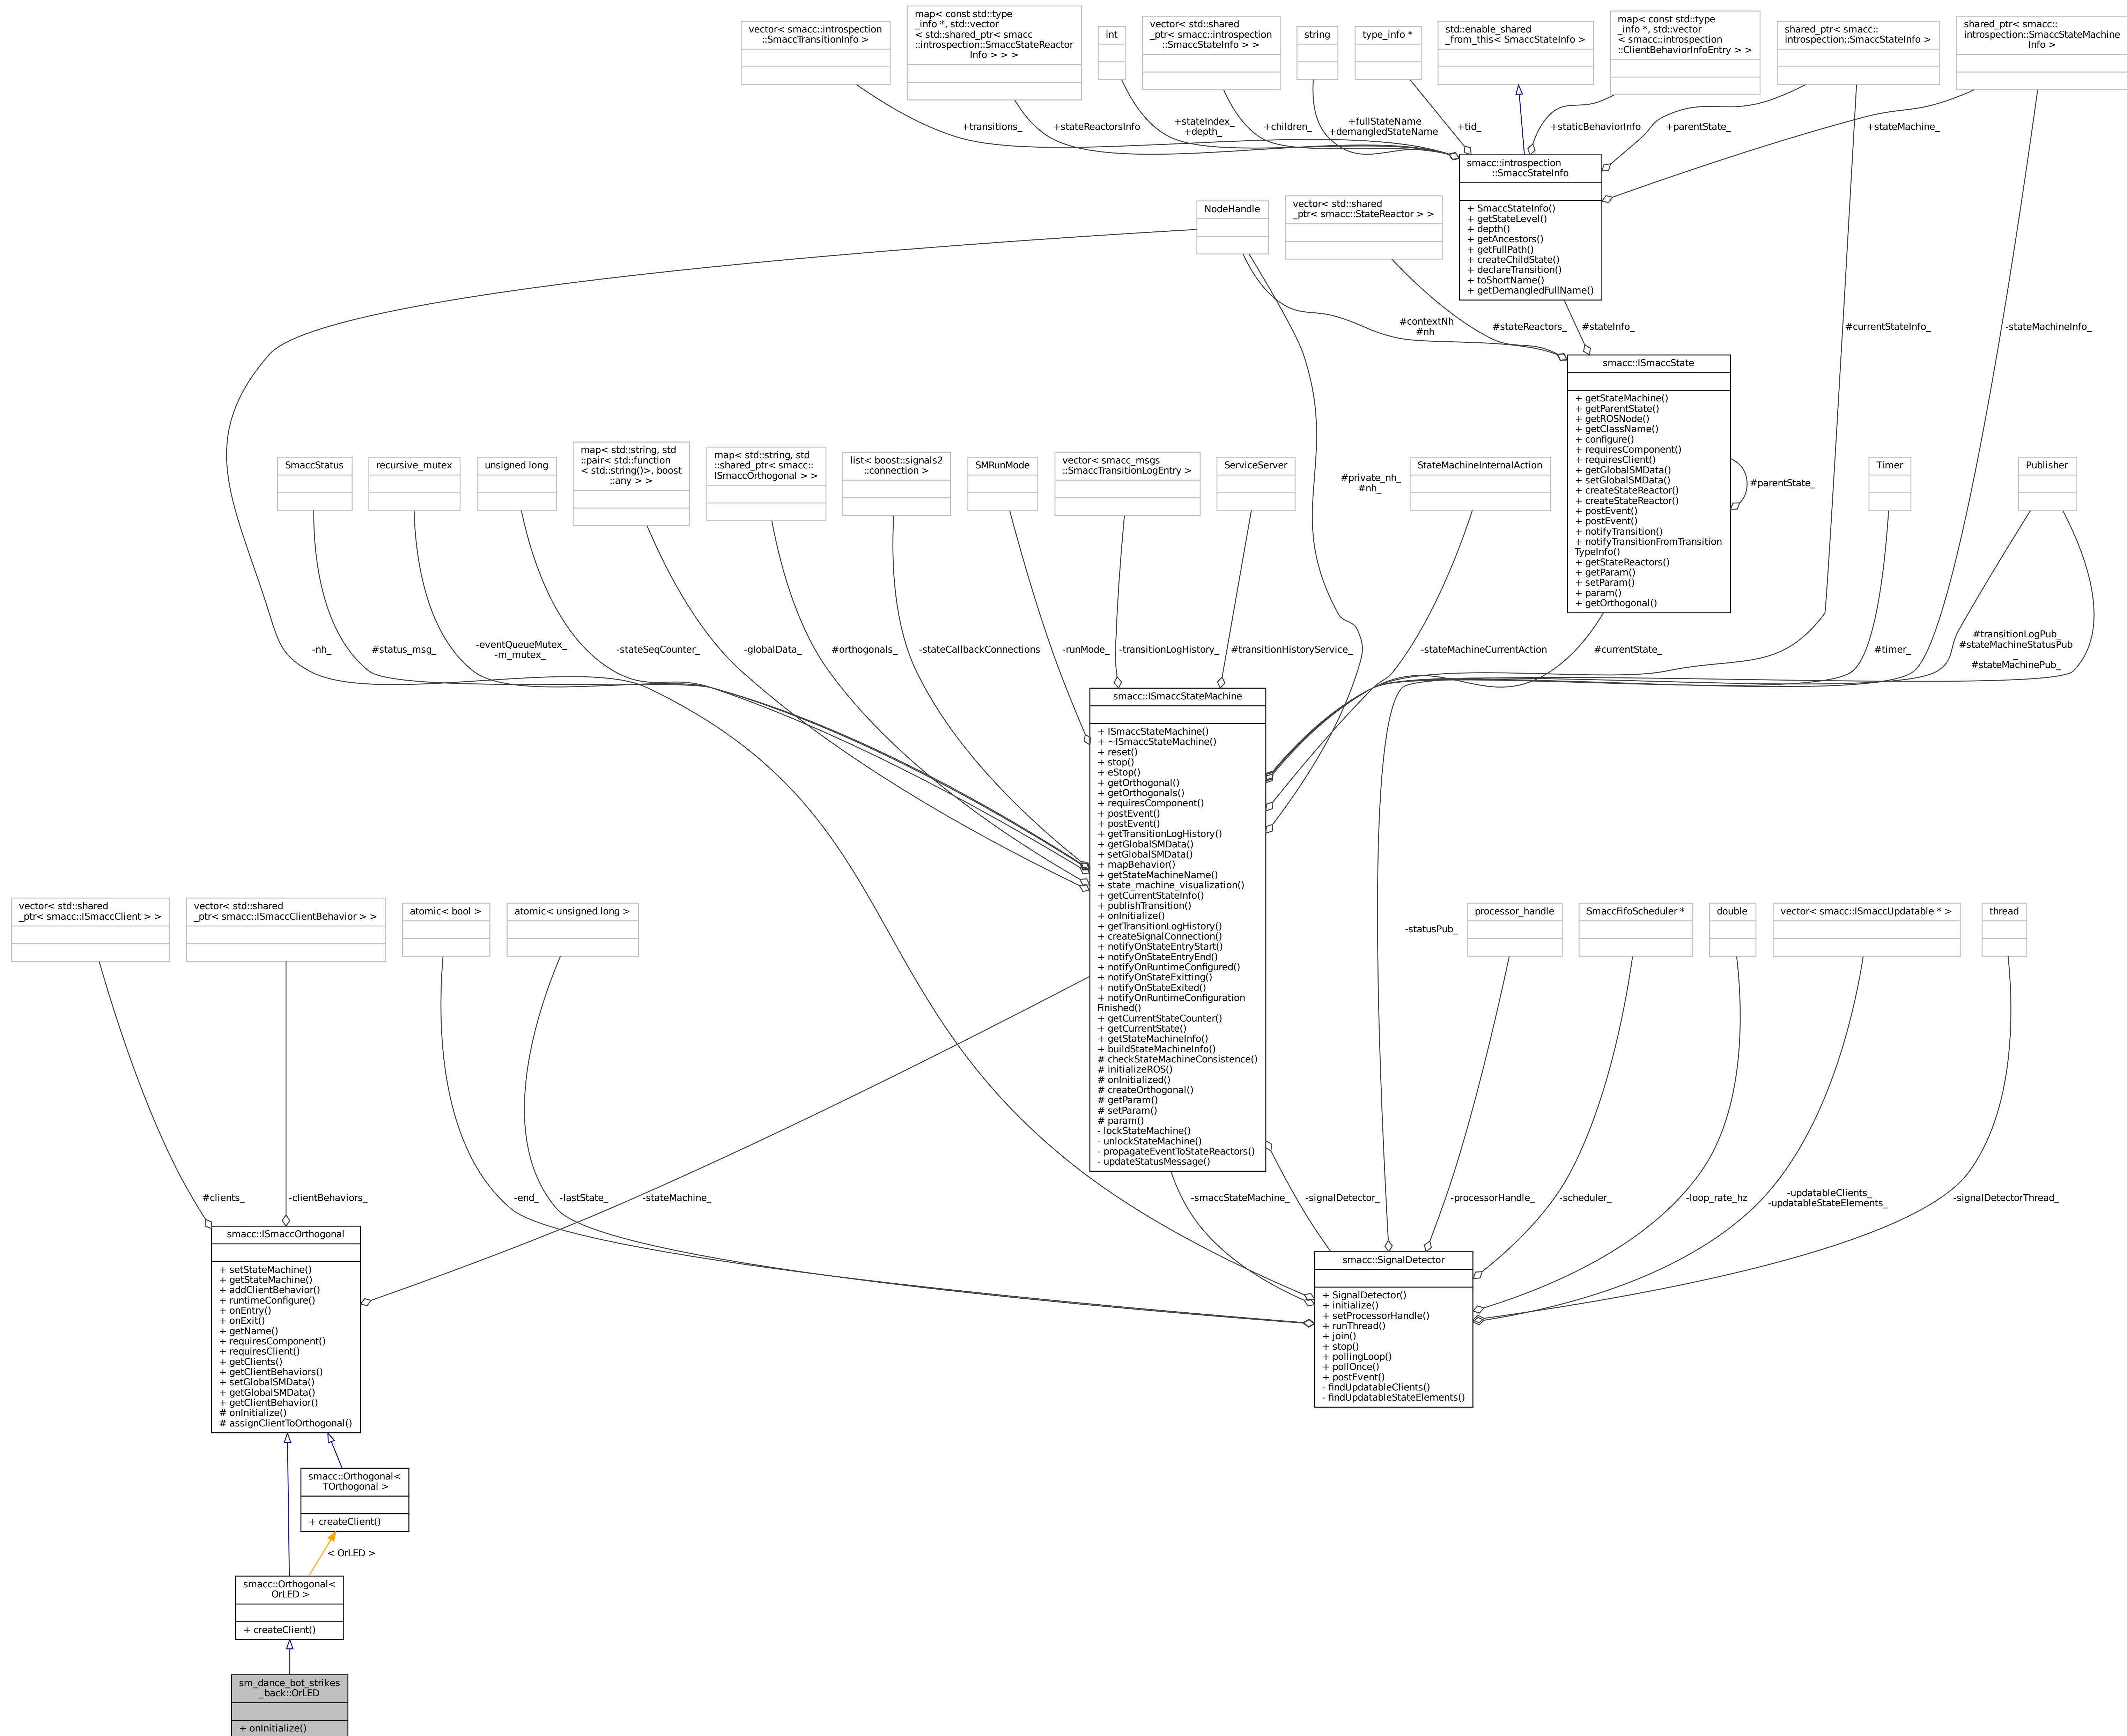 vector< smacc::introspection
::SmaccTransitionInfo >
map< const std::type
_info *, std::vector
< std::shared_ptr< smacc
::introspection::SmaccStateReactor
Info > > >
int
vector< std::shared
_ptr< smacc::introspection
::SmaccStateInfo > >
string
type_info *
std::enable_shared
_from_this< SmaccStateInfo >
map< const std::type
_info *, std::vector
< smacc::introspection
::ClientBehaviorInfoEntry > >
shared_ptr< smacc::
introspection::SmaccStateInfo >
shared_ptr< smacc::
introspection::SmaccStateMachine
Info >
+transitions_
+stateReactorsInfo
+stateIndex_
+depth_
+children_
+fullStateName
+demangledStateName
+tid_
+staticBehaviorInfo
+parentState_
+stateMachine_
smacc::introspection
::SmaccStateInfo
+ SmaccStateInfo()
+ getStateLevel()
+ depth()
+ getAncestors()
+ getFullPath()
+ createChildState()
+ declareTransition()
+ toShortName()
+ getDemangledFullName()
NodeHandle
vector< std::shared
_ptr< smacc::StateReactor > >
#contextNh
#nh
#stateReactors_
#stateInfo_
#currentStateInfo_
-stateMachineInfo_
smacc::ISmaccState
+ getStateMachine()
+ getParentState()
+ getROSNode()
+ getClassName()
+ configure()
+ requiresComponent()
+ requiresClient()
+ getGlobalSMData()
+ setGlobalSMData()
+ createStateReactor()
+ createStateReactor()
+ postEvent()
+ postEvent()
+ notifyTransition()
+ notifyTransitionFromTransition
TypeInfo()
+ getStateReactors()
+ getParam()
+ setParam()
+ param()
+ getOrthogonal()
#parentState_
SmaccStatus
recursive_mutex
unsigned long
map< std::string, std
::pair< std::function
< std::string()>, boost
::any > >
map< std::string, std
::shared_ptr< smacc::
ISmaccOrthogonal > >
list< boost::signals2
::connection >
SMRunMode
vector< smacc_msgs
::SmaccTransitionLogEntry >
ServiceServer
#private_nh_
#nh_
StateMachineInternalAction
Timer
Publisher
-nh_
#status_msg_
-eventQueueMutex_
-m_mutex_
-stateSeqCounter_
-globalData_
#orthogonals_
-stateCallbackConnections
-runMode_
-transitionLogHistory_
#transitionHistoryService_
-stateMachineCurrentAction
#currentState_
#timer_
#transitionLogPub_
#stateMachineStatusPub
_
#stateMachinePub_
smacc::ISmaccStateMachine
+ ISmaccStateMachine()
+ ~ISmaccStateMachine()
+ reset()
+ stop()
+ eStop()
+ getOrthogonal()
+ getOrthogonals()
+ requiresComponent()
+ postEvent()
+ postEvent()
+ getTransitionLogHistory()
+ getGlobalSMData()
+ setGlobalSMData()
+ mapBehavior()
+ getStateMachineName()
+ state_machine_visualization()
+ getCurrentStateInfo()
+ publishTransition()
+ onInitialize()
+ getTransitionLogHistory()
+ createSignalConnection()
+ notifyOnStateEntryStart()
+ notifyOnStateEntryEnd()
+ notifyOnRuntimeConfigured()
+ notifyOnStateExitting()
+ notifyOnStateExited()
+ notifyOnRuntimeConfiguration
Finished()
+ getCurrentStateCounter()
+ getCurrentState()
+ getStateMachineInfo()
+ buildStateMachineInfo()
# checkStateMachineConsistence()
# initializeROS()
# onInitialized()
# createOrthogonal()
# getParam()
# setParam()
# param()
- lockStateMachine()
- unlockStateMachine()
- propagateEventToStateReactors()
- updateStatusMessage()
vector< std::shared
_ptr< smacc::ISmaccClient > >
vector< std::shared
_ptr< smacc::ISmaccClientBehavior > >
atomic< bool >
atomic< unsigned long >
-statusPub_
processor_handle
SmaccFifoScheduler *
double
vector< smacc::ISmaccUpdatable * >
thread
#clients_
-clientBehaviors_
-end_
-lastState_
-stateMachine_
-smaccStateMachine_
-signalDetector_
-processorHandle_
-scheduler_
-loop_rate_hz
-updatableClients_
-updatableStateElements_
-signalDetectorThread_
smacc::ISmaccOrthogonal
+ setStateMachine()
+ getStateMachine()
+ addClientBehavior()
+ runtimeConfigure()
+ onEntry()
+ onExit()
+ getName()
+ requiresComponent()
+ requiresClient()
+ getClients()
+ getClientBehaviors()
+ setGlobalSMData()
+ getGlobalSMData()
+ getClientBehavior()
# onInitialize()
# assignClientToOrthogonal()
smacc::SignalDetector
+ SignalDetector()
+ initialize()
+ setProcessorHandle()
+ runThread()
+ join()
+ stop()
+ pollingLoop()
+ pollOnce()
+ postEvent()
- findUpdatableClients()
- findUpdatableStateElements()
smacc::Orthogonal<
TOrthogonal >
+ createClient()
< OrLED >
smacc::Orthogonal<
OrLED >
+ createClient()
sm_dance_bot_strikes
_back::OrLED
+ onInitialize()